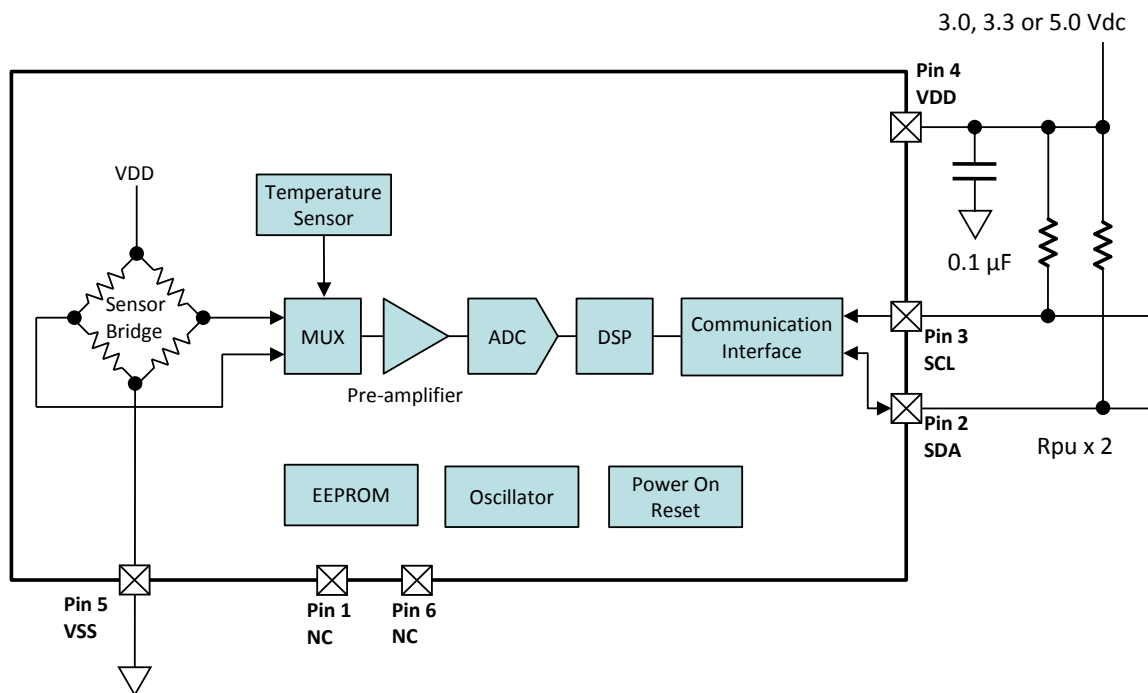 3.0, 3.3 or 5.0 Vdc
Pin 4
VDD
VDD
Temperature
Sensor
0.1 µF
Sensor
Bridge
MUX
ADC
DSP
Communication
Interface
Pin 3
SCL
Pre-amplifier
Pin 2
SDA
Rpu x 2
EEPROM
Oscillator
Power On
Reset
Pin 5
VSS
Pin 1
NC
Pin 6
NC